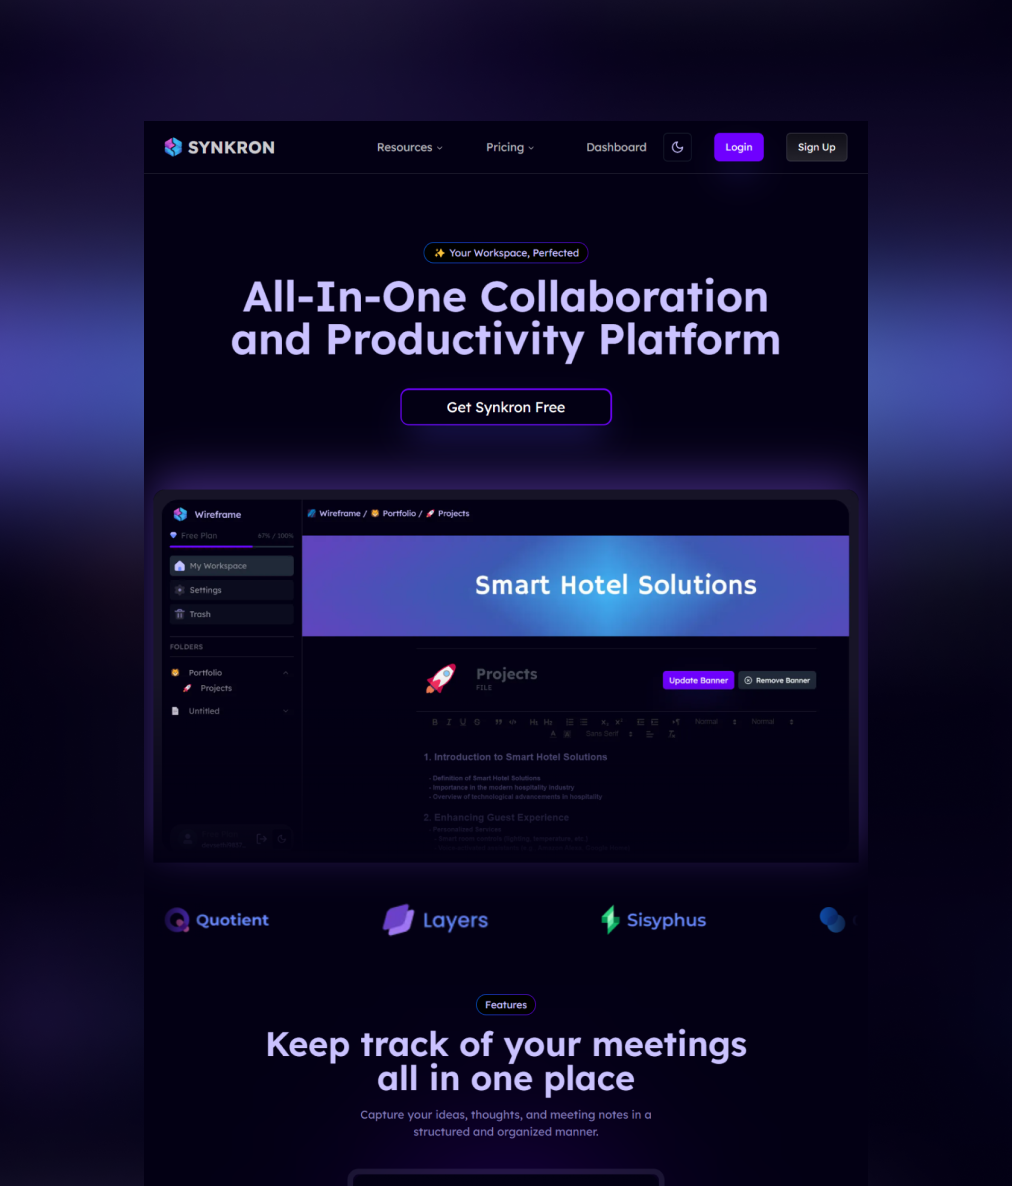 SYNKRON
Resources
Pricing
Dashboard
Login
Sign Up
✨ Your Workspace, Perfected
All-In-One Collaboration
and Productivity Platform
Get Synkron Free
Wireframe
Free Plan 67% / 100%
My Workspace
Settings
Trash
FOLDERS
Portfolio
Projects
Untitled
Wireframe / Portfolio / Projects
Smart Hotel Solutions
Projects
FILE
Update Banner
Remove Banner
B I U S H1 H2 x₂ x² Normal Normal
A Sans Serif
1. Introduction to Smart Hotel Solutions
- Definition of Smart Hotel Solutions
- Importance in the modern hospitality industry
- Overview of technological advancements in hospitality
2. Enhancing Guest Experience
- Personalized Services
Quotient
Layers
Sisyphus
Features
Keep track of your meetings
all in one place
Capture your ideas, thoughts, and meeting notes in a
structured and organized manner.